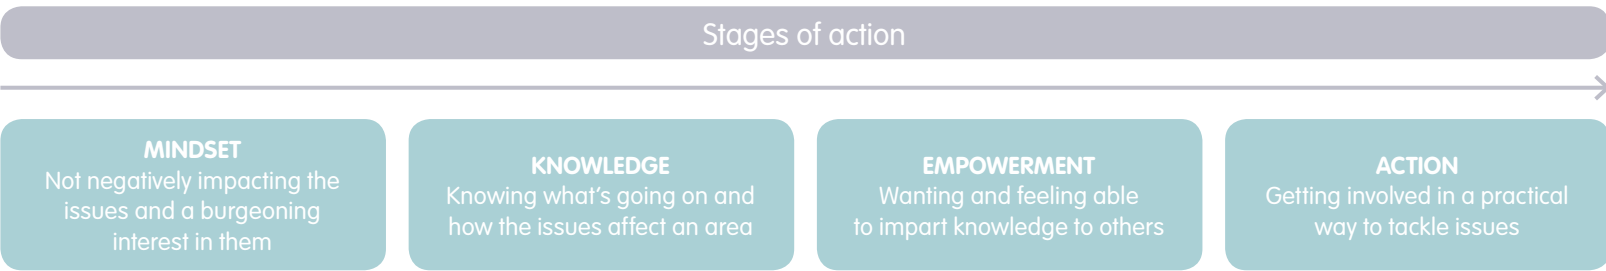 Stages of action
MINDSET
Not negatively impacting the
issues and a burgeoning
interest in them
KNOWLEDGE
Knowing what's going on and
how the issues affect an area
EMPOWERMENT
Wanting and feeling able
to impart knowledge to others
ACTION
Getting involved in a practical
way to tackle issues